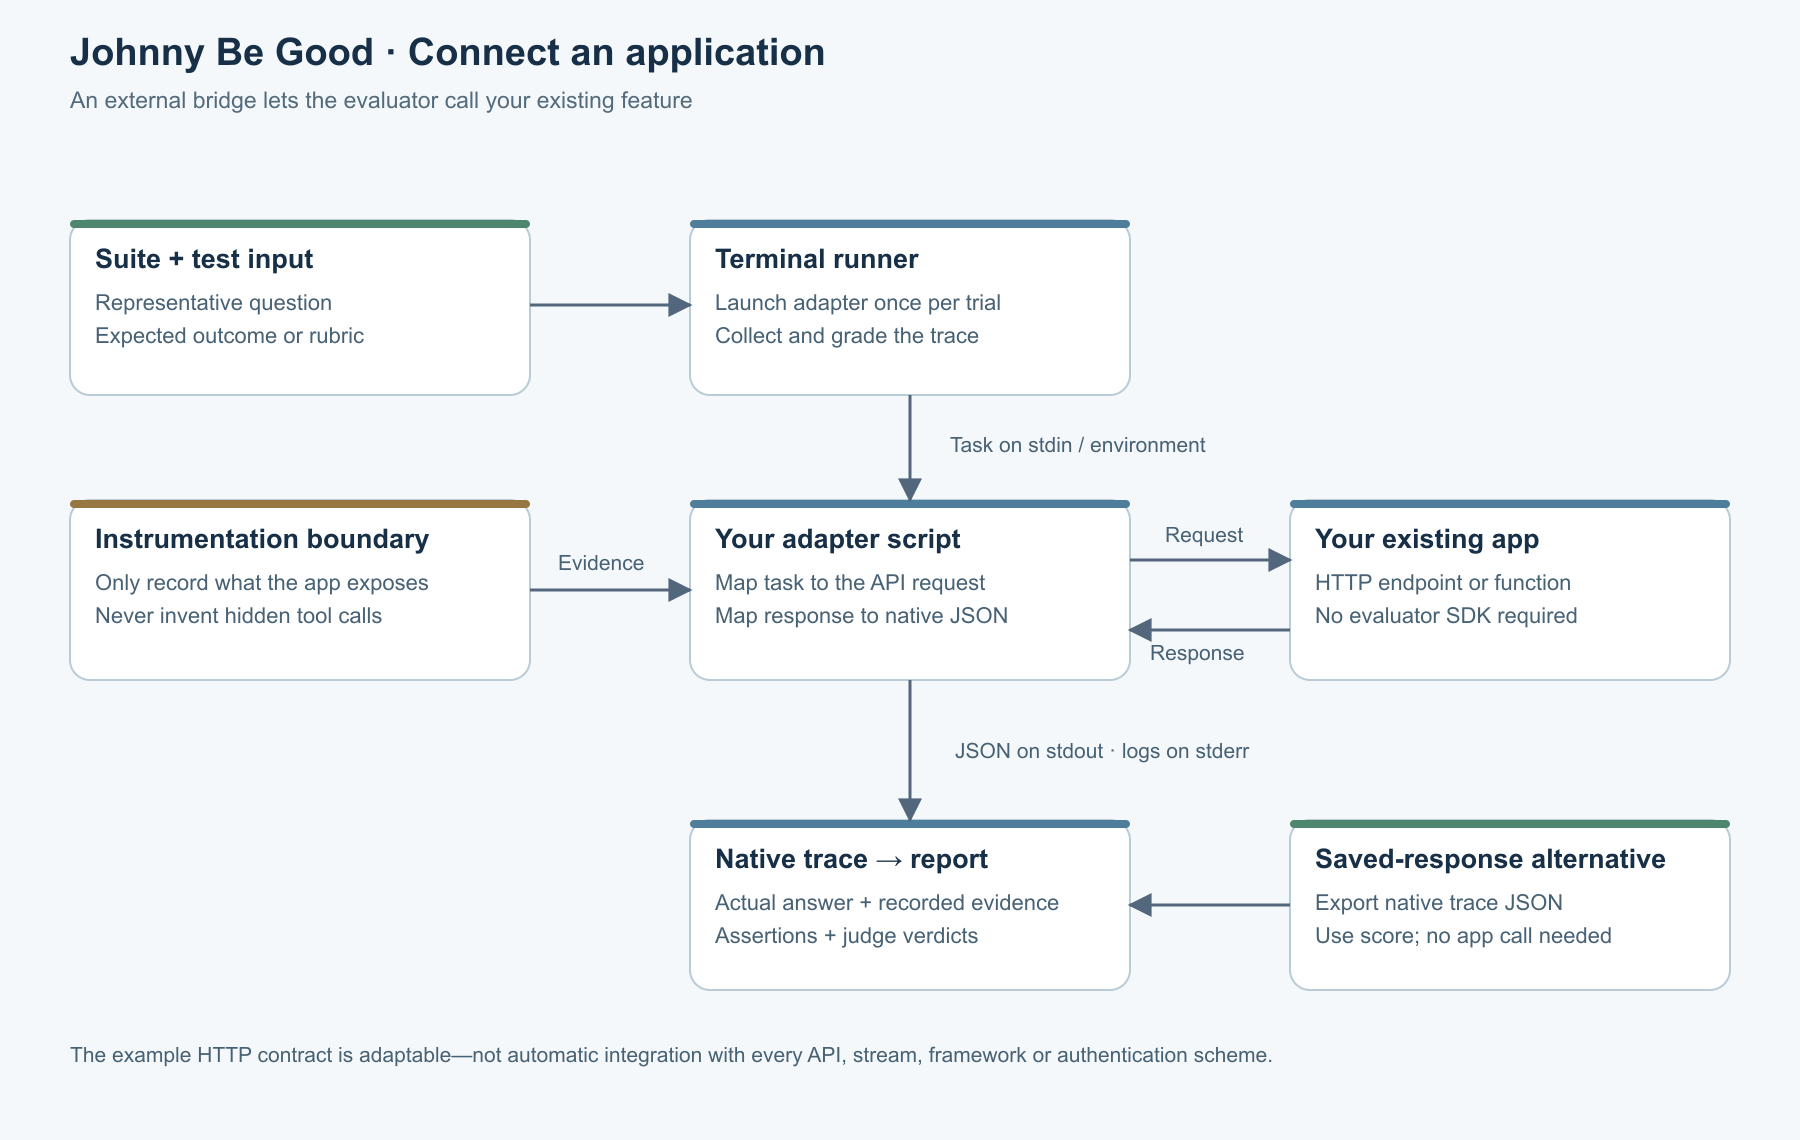 Johnny Be Good · Connect an application
An external bridge lets the evaluator call your existing feature
Suite + test input
Representative question
Expected outcome or rubric
Terminal runner
Launch adapter once per trial
Collect and grade the trace
Task on stdin / environment
Instrumentation boundary
Only record what the app exposes
Never invent hidden tool calls
Evidence
Your adapter script
Map task to the API request
Map response to native JSON
Request
Response
Your existing app
HTTP endpoint or function
No evaluator SDK required
JSON on stdout · logs on stderr
Native trace → report
Actual answer + recorded evidence
Assertions + judge verdicts
Saved-response alternative
Export native trace JSON
Use score; no app call needed
The example HTTP contract is adaptable—not automatic integration with every API, stream, framework or authentication scheme.